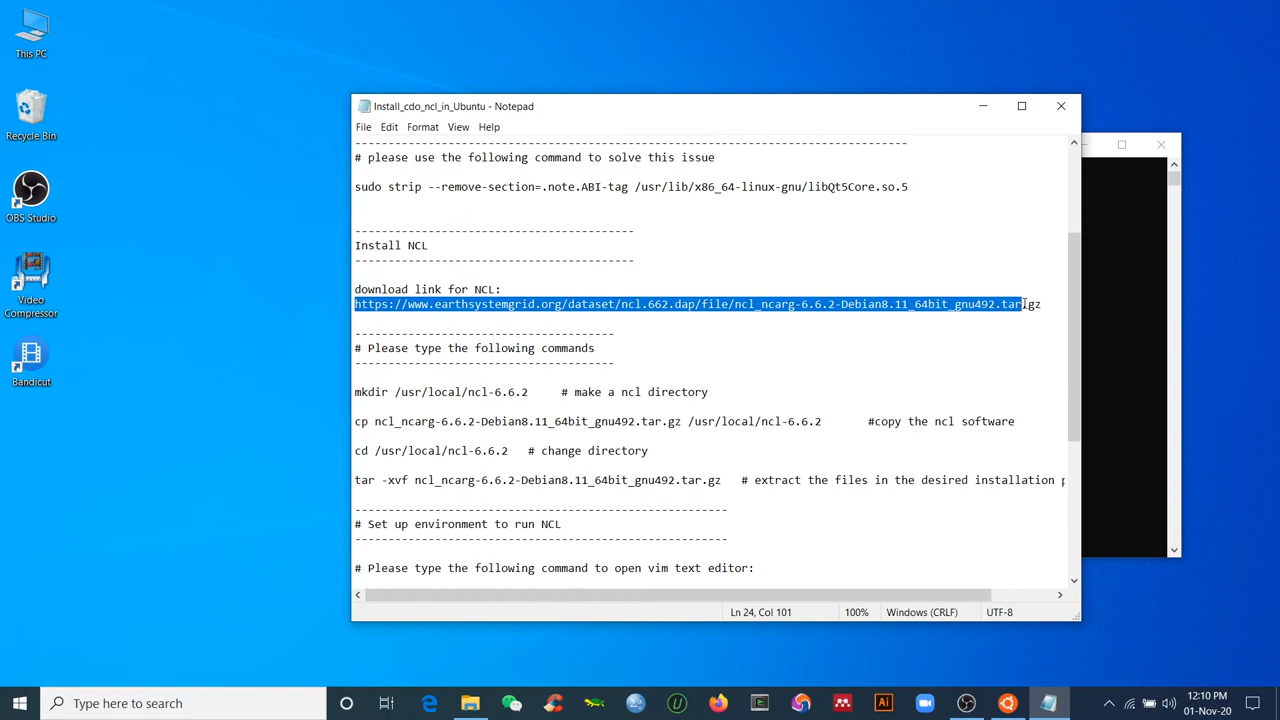 This PC
Recycle Bin
OBS Studio
Video
Compressor
Bandicut
Install_cdo_ncl_in_Ubuntu - Notepad
File Edit Format View Help
---------------------------------------------------------------------------------
# please use the following command to solve this issue
sudo strip --remove-section=.note.ABI-tag /usr/lib/x86_64-linux-gnu/libQt5Core.so.5
------------------------------------------
Install NCL
------------------------------------------
download link for NCL:
https://www.earthsystemgrid.org/dataset/ncl.662.dap/file/ncl_ncarg-6.6.2-Debian8.11_64bit_gnu492.tar.gz
---------------------------------------
# Please type the following commands
---------------------------------------
mkdir /usr/local/ncl-6.6.2 # make a ncl directory
cp ncl_ncarg-6.6.2-Debian8.11_64bit_gnu492.tar.gz /usr/local/ncl-6.6.2 #copy the ncl software
cd /usr/local/ncl-6.6.2 # change directory
tar -xvf ncl_ncarg-6.6.2-Debian8.11_64bit_gnu492.tar.gz # extract the files in the desired installation p
--------------------------------------------------------
# Set up environment to run NCL
--------------------------------------------------------
# Please type the following command to open vim text editor:
Ln 24, Col 101 100% Windows (CRLF) UTF-8
Type here to search
Ai
12:10 PM
01-Nov-20